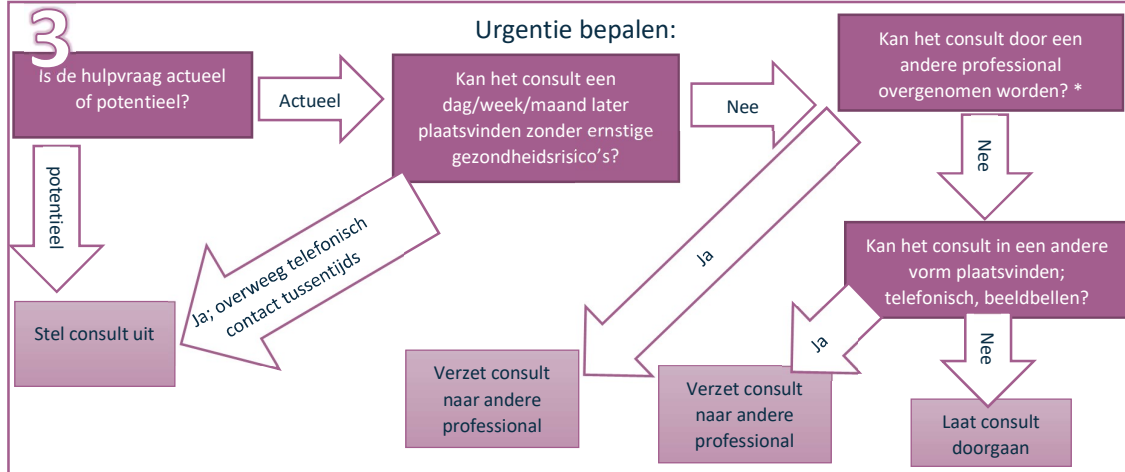 3
Urgentie bepalen:
Is de hulpvraag actueel
of potentieel?
Actueel
Kan het consult een
dag/week/maand later
plaatsvinden zonder ernstige
gezondheidsrisico’s?
Nee
Kan het consult door een
andere professional
overgenomen worden? *
potentieel
Ja; overweeg telefonisch
contact tussentijds
Ja
Nee
Kan het consult in een andere
vorm plaatsvinden;
telefonisch, beeldbellen?
Stel consult uit
Ja
Nee
Verzet consult
naar andere
professional
Verzet consult
naar andere
professional
Laat consult
doorgaan